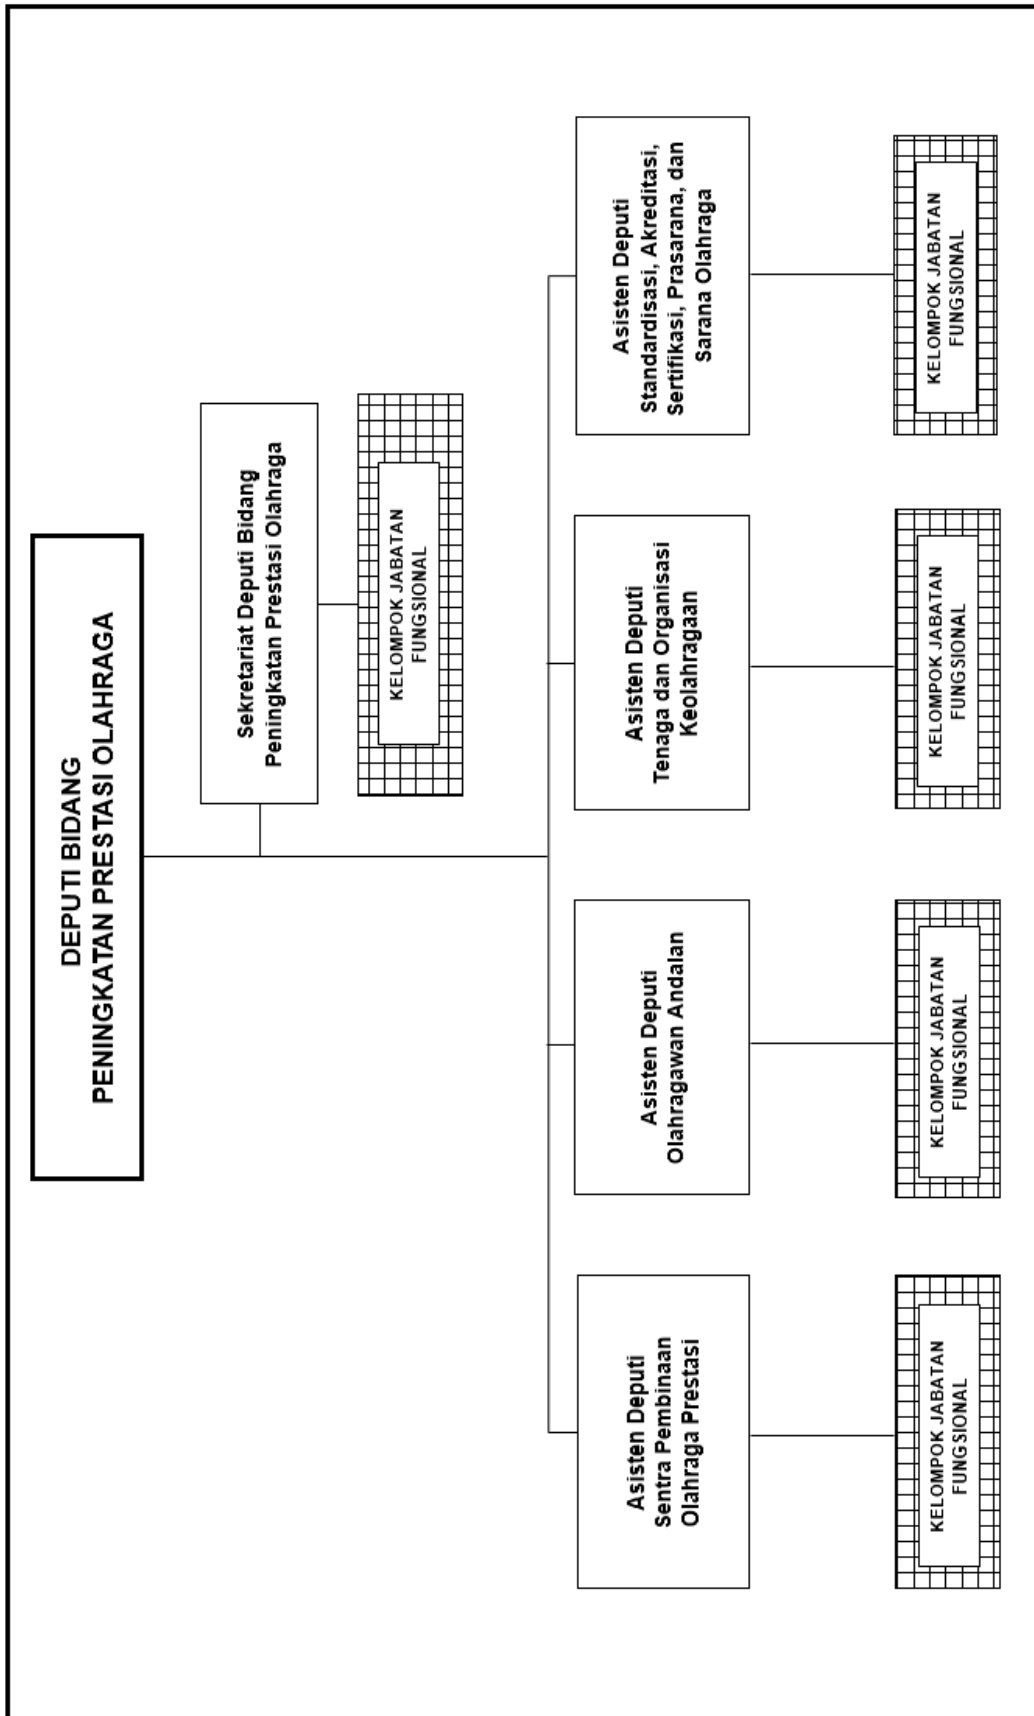 DEPUTI BIDANG
PENINGKATAN PRESTASI OLAHRAGA
Sekretariat Deputi Bidang
Peningkatan Prestasi Olahraga
KELOMPOK JABATAN
FUNGSIONAL
Asisten Deputi
Sentra Pembinaan
Olahraga Prestasi
Asisten Deputi
Olahragawan Andalan
Asisten Deputi
Tenaga dan Organisasi
Keolahragaan
Asisten Deputi
Standardisasi, Akreditasi,
Sertifikasi, Prasarana, dan
Sarana Olahraga
KELOMPOK JABATAN
FUNGSIONAL
KELOMPOK JABATAN
FUNGSIONAL
KELOMPOK JABATAN
FUNGSIONAL
KELOMPOK JABATAN
FUNGSIONAL